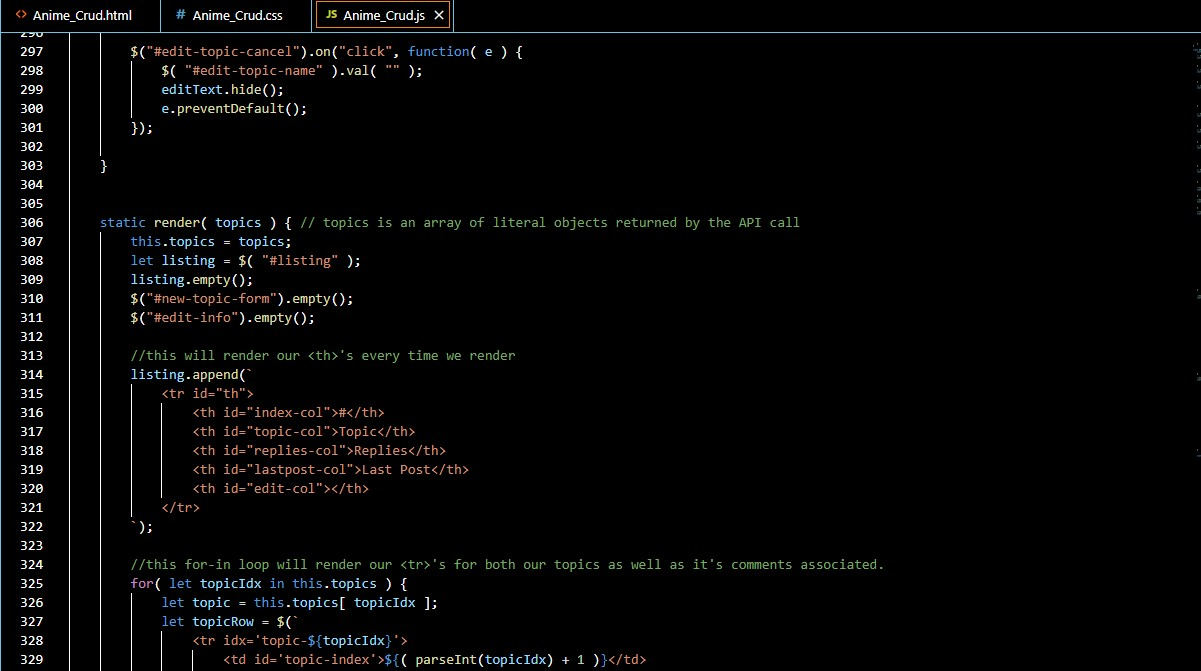 <> Anime_Crud.html # Anime_Crud.css JS Anime_Crud.js ×
296
297 $("#edit-topic-cancel").on("click", function( e ) {
298 $( "#edit-topic-name" ).val( "" );
299 editText.hide();
300 e.preventDefault();
301 });
302
303 }
304
305
306 static render( topics ) { // topics is an array of literal objects returned by the API call
307 this.topics = topics;
308 let listing = $( "#listing" );
309 listing.empty();
310 $("#new-topic-form").empty();
311 $("#edit-info").empty();
312
313 //this will render our <th>'s every time we render
314 listing.append(`
315 <tr id="th">
316 <th id="index-col">#</th>
317 <th id="topic-col">Topic</th>
318 <th id="replies-col">Replies</th>
319 <th id="lastpost-col">Last Post</th>
320 <th id="edit-col"></th>
321 </tr>
322 `);
323
324 //this for-in loop will render our <tr>'s for both our topics as well as it's comments associated.
325 for( let topicIdx in this.topics ) {
326 let topic = this.topics[ topicIdx ];
327 let topicRow = $(`
328 <tr idx='topic-${topicIdx}'>
329 <td id='topic-index'>${( parseInt(topicIdx) + 1 )}</td>